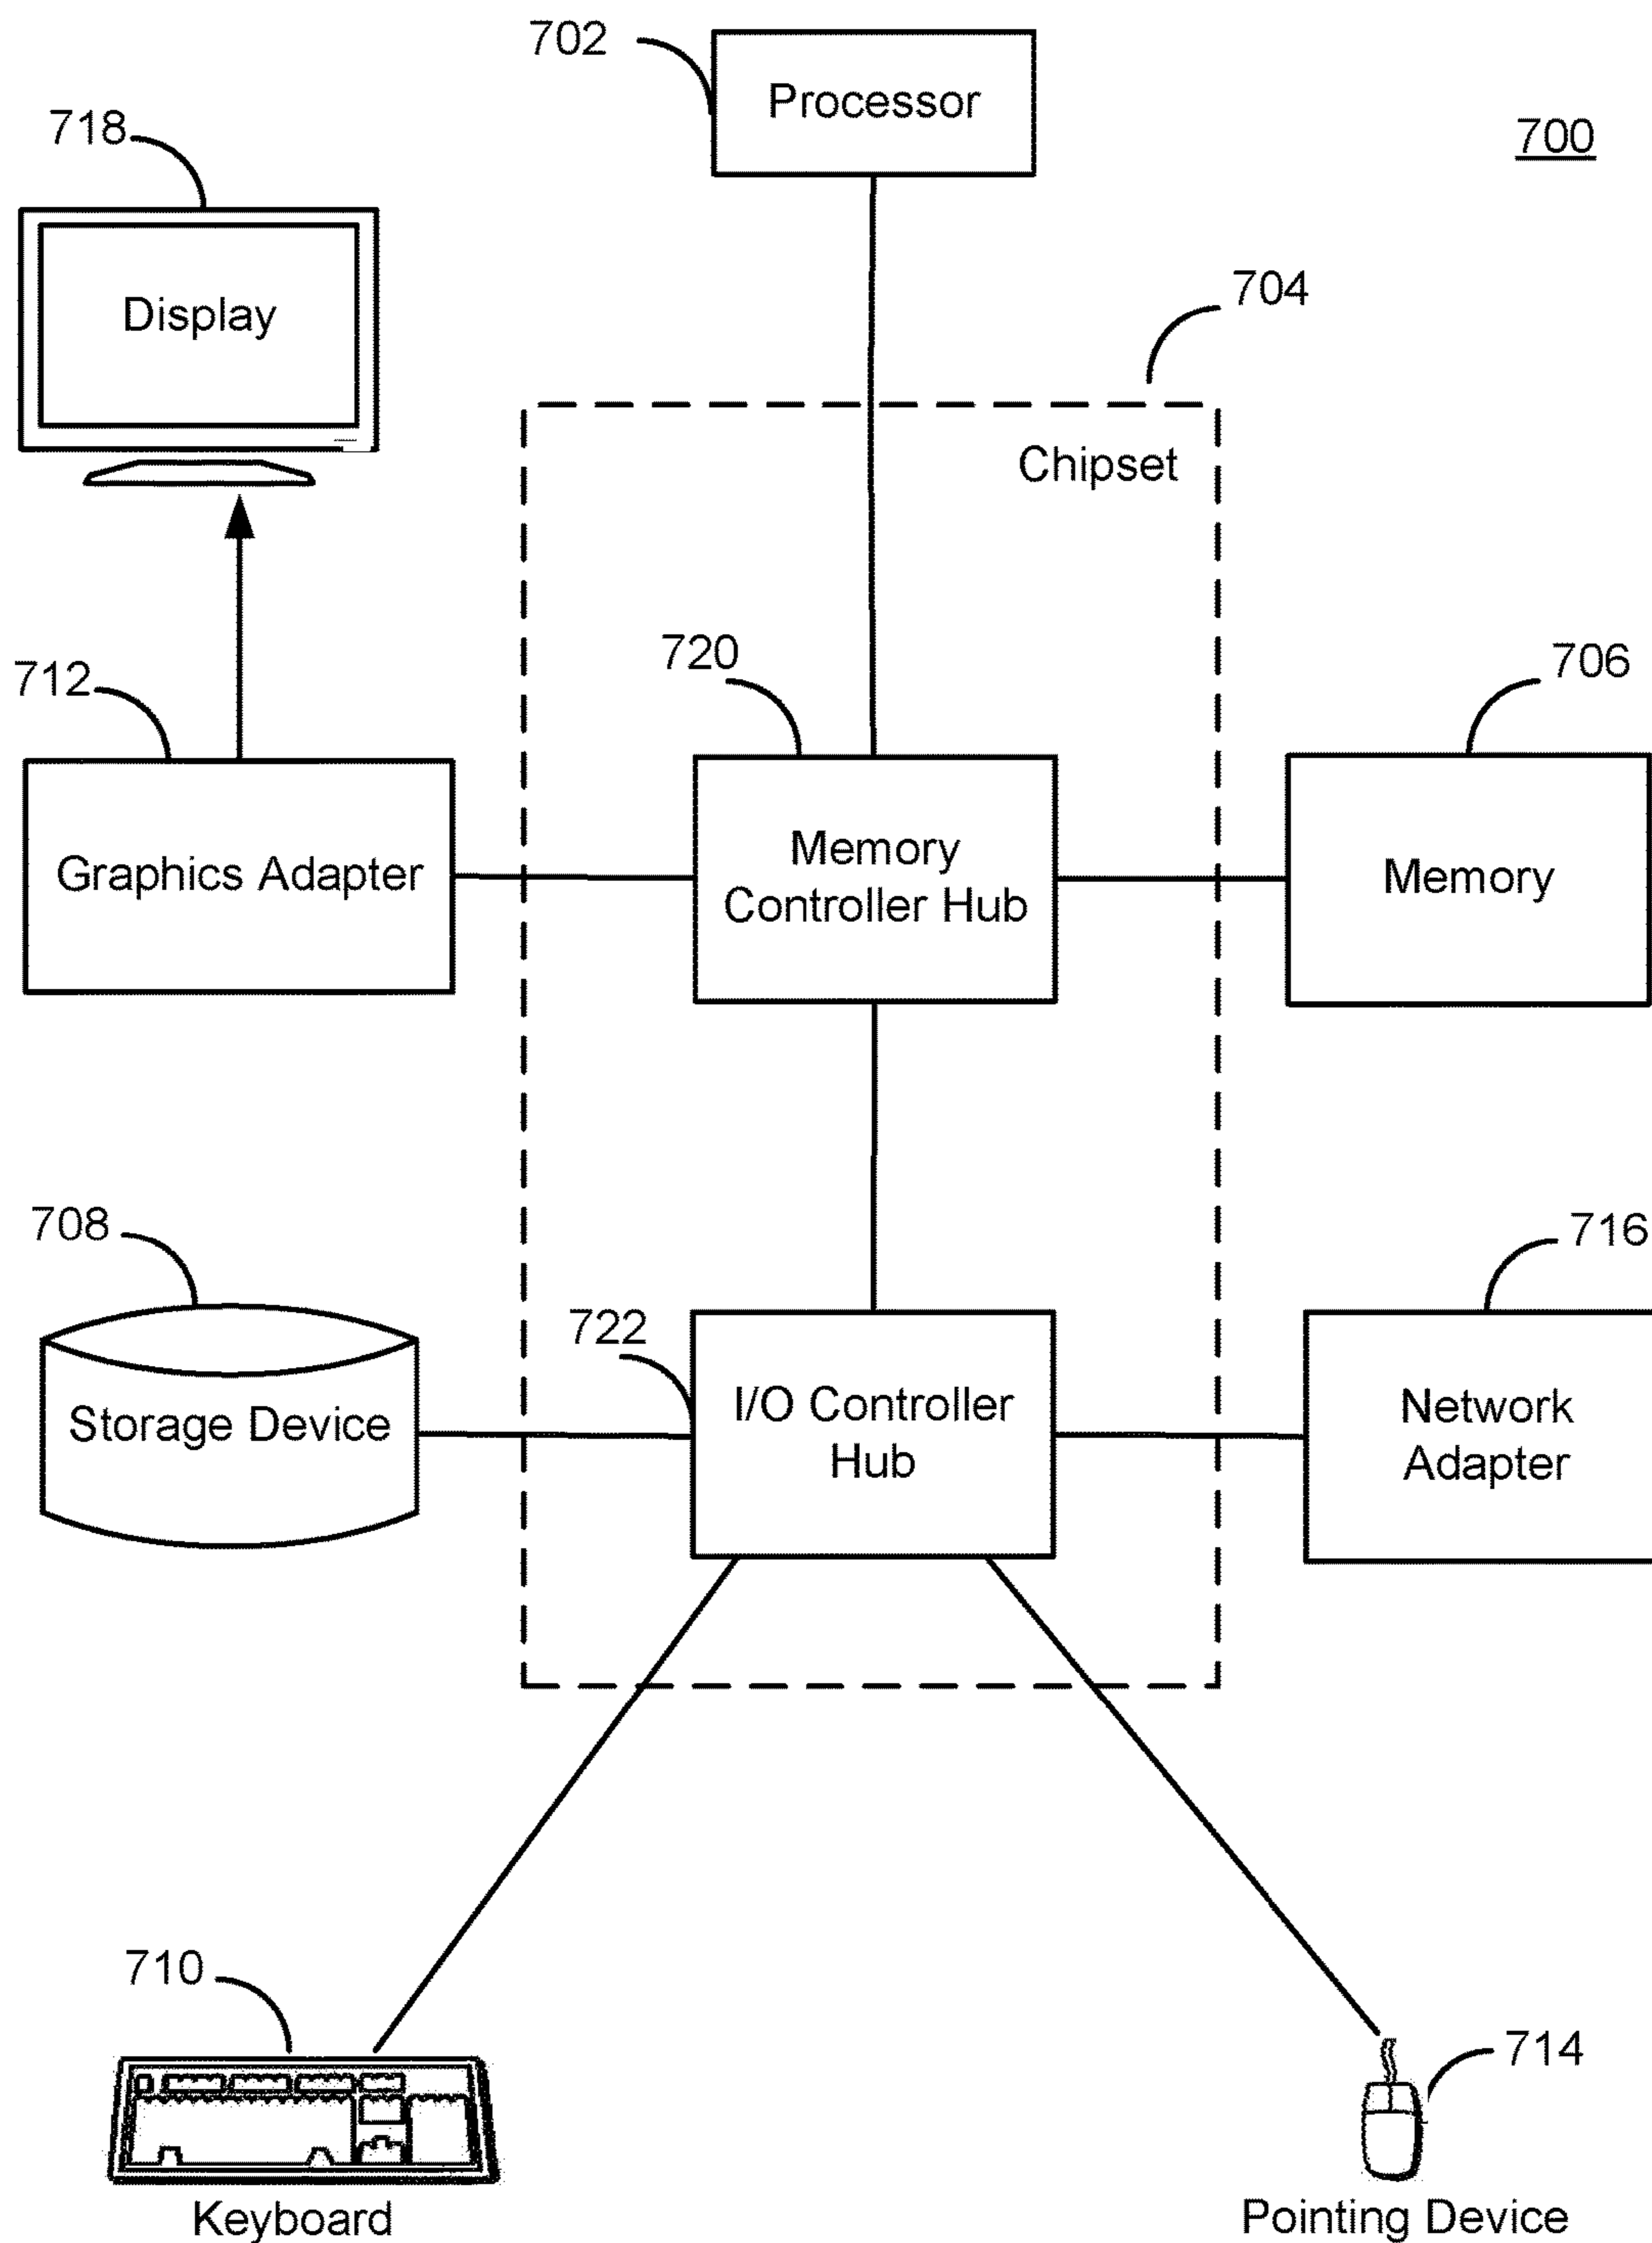 702
Processor
718
700
Display
704
Chipset
720
706
712
Memory
Controller Hub
Graphics Adapter
Memory
708
716
722
I/O Controller
Hub
Storage Device
Network
Adapter
710
714
Keyboard
Pointing Device